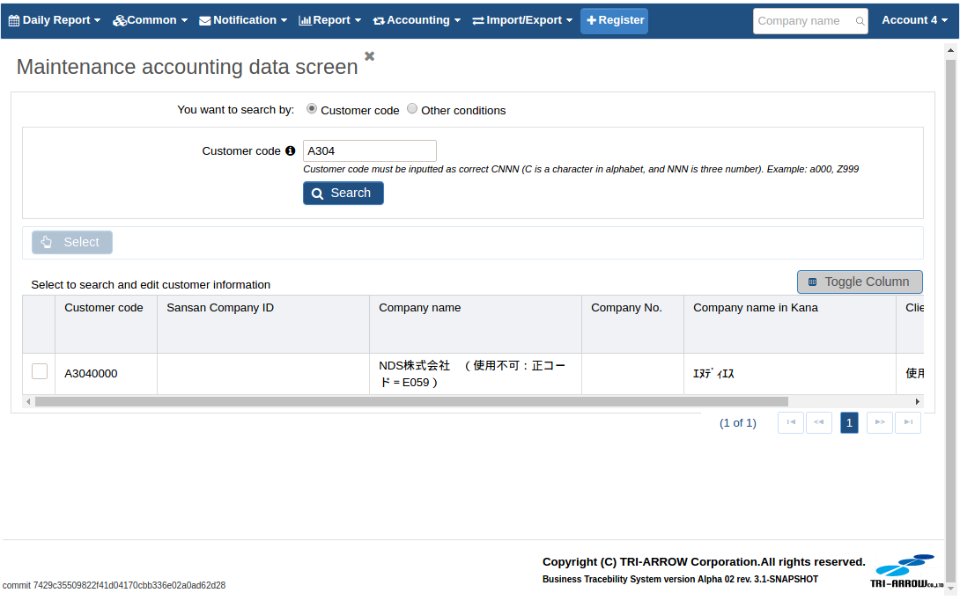 Daily Report Common Notification Report Accounting Import/Export Register Company name Account 4
Maintenance accounting data screen
You want to search by: Customer code Other conditions
Customer code A304
Customer code must be inputted as correct CNNN (C is a character in alphabet, and NNN is three number). Example: a000, Z999
Search
Select
Select to search and edit customer information Toggle Column
Customer code Sansan Company ID Company name Company No. Company name in Kana Clie
A3040000 NDS株式会社 （使用不可：正コー
ド＝E059） ｴﾇﾃﾞｨｴｽ 使用
(1 of 1) 1
Copyright (C) TRI-ARROW Corporation.All rights reserved.
Business Tracebility System version Alpha 02 rev. 3.1-SNAPSHOT
TRI-ARROW Co.,LTD
commit 7429c35509822f41d04170cbb336e02a0ad62d28